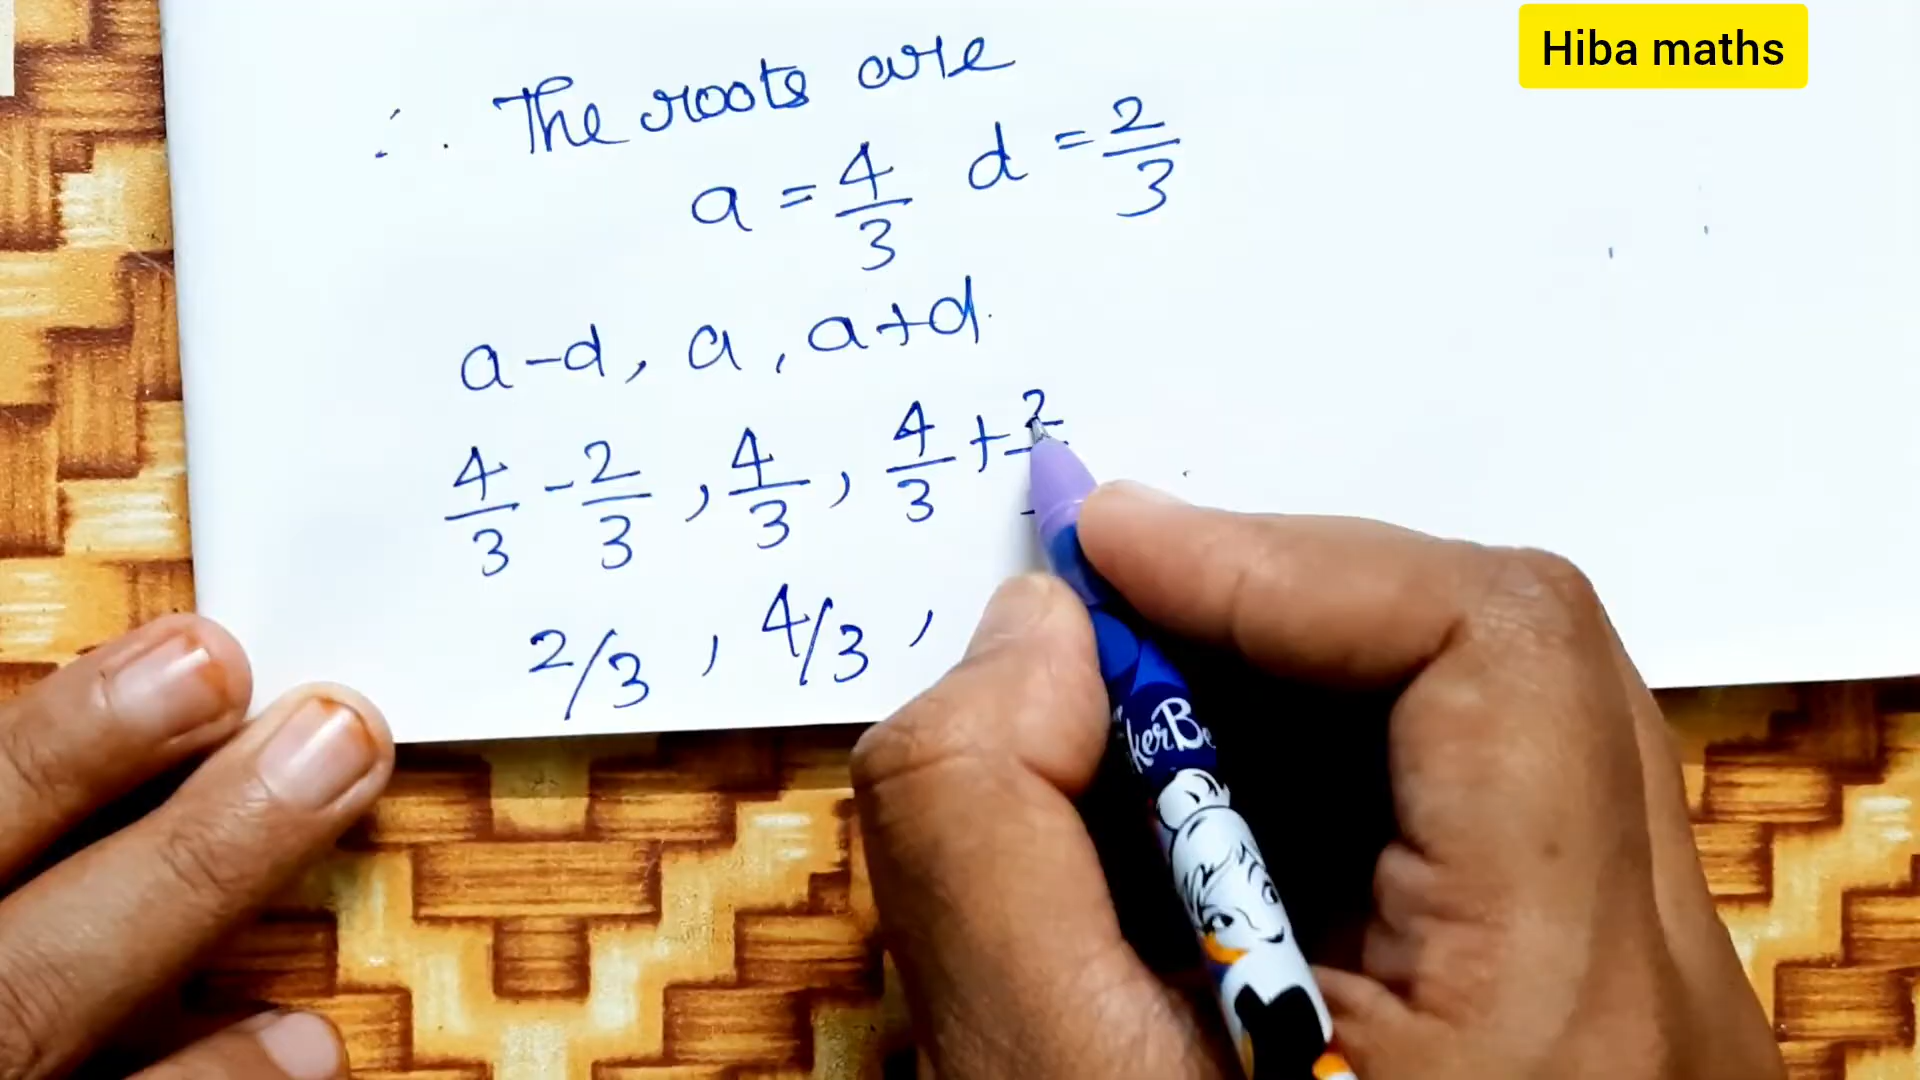 Hiba maths
∴ The roots are
a = 4/3 d = 2/3
a-d, a, a+d.
4/3 - 2/3, 4/3, 4/3 + 2
2/3, 4/3,
kerBe